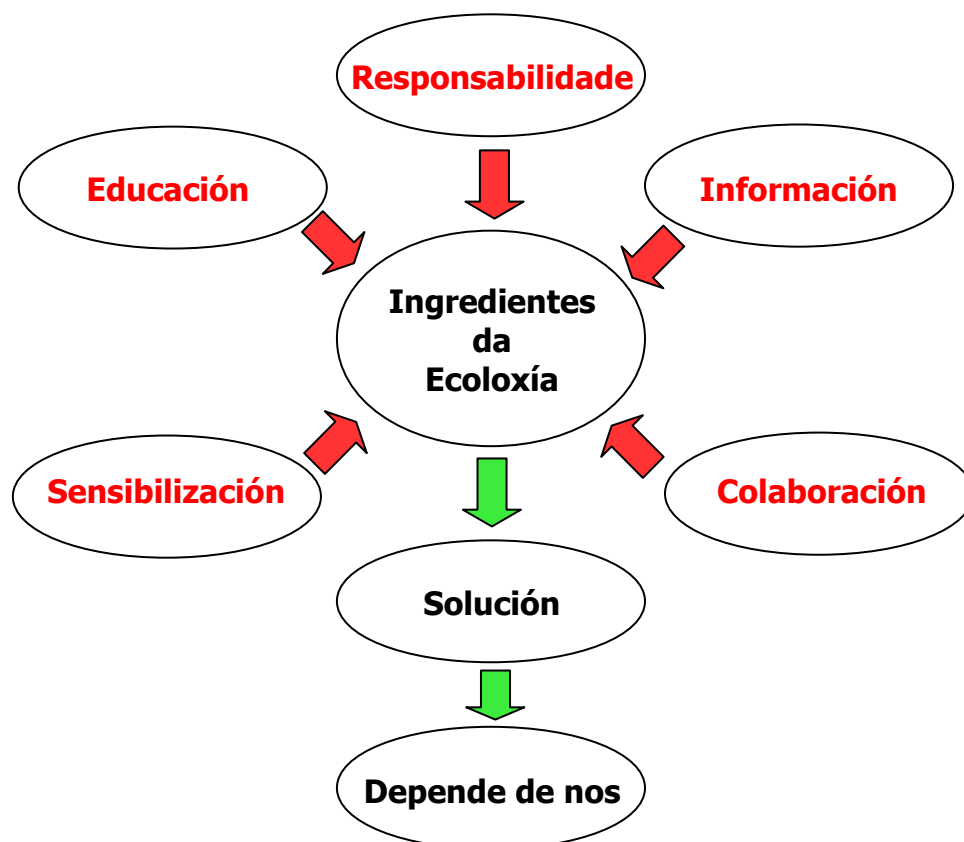 Responsabilidade
Educación
Información
Ingredientes
da
Ecoloxía
Sensibilización
Colaboración
Solución
Depende de nos